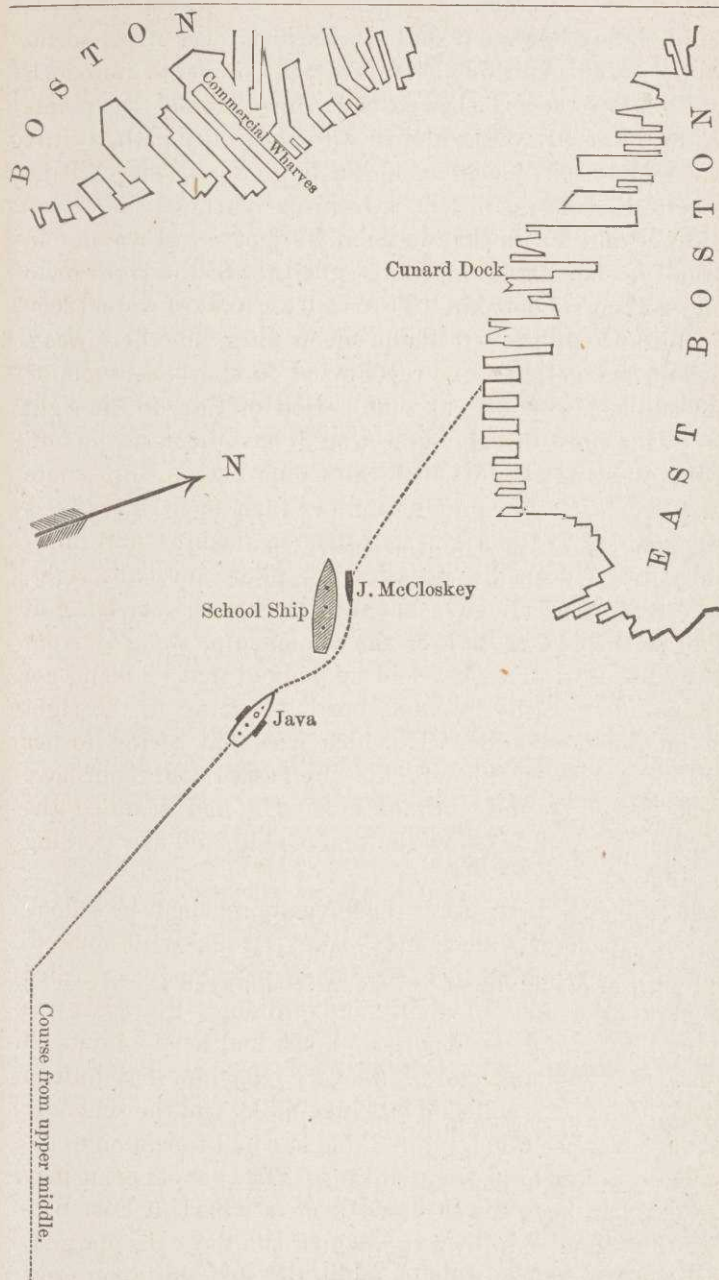 BOSTON
Commercial Wharves
EAST BOSTON
Cunard Dock
N
J. McCloskey
School Ship
Java
Course from upper middle.